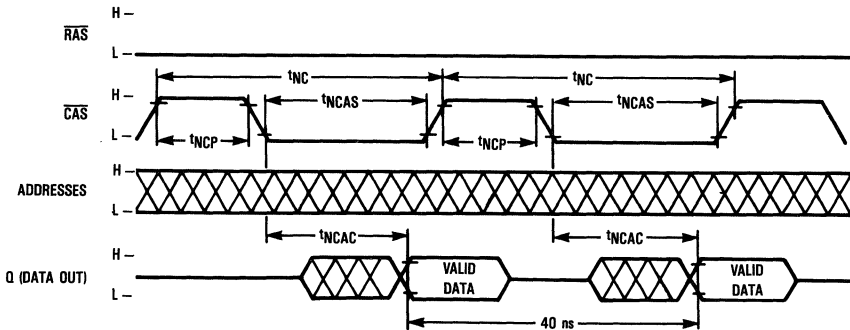 H
RAS
L
tNC
tNC
H
tNCAS
tNCAS
CAS
L
tNCP
tNCP
H
ADDRESSES
L
tNCAC
tNCAC
H
VALID
DATA
VALID
DATA
Q (DATA OUT)
L
40 ns